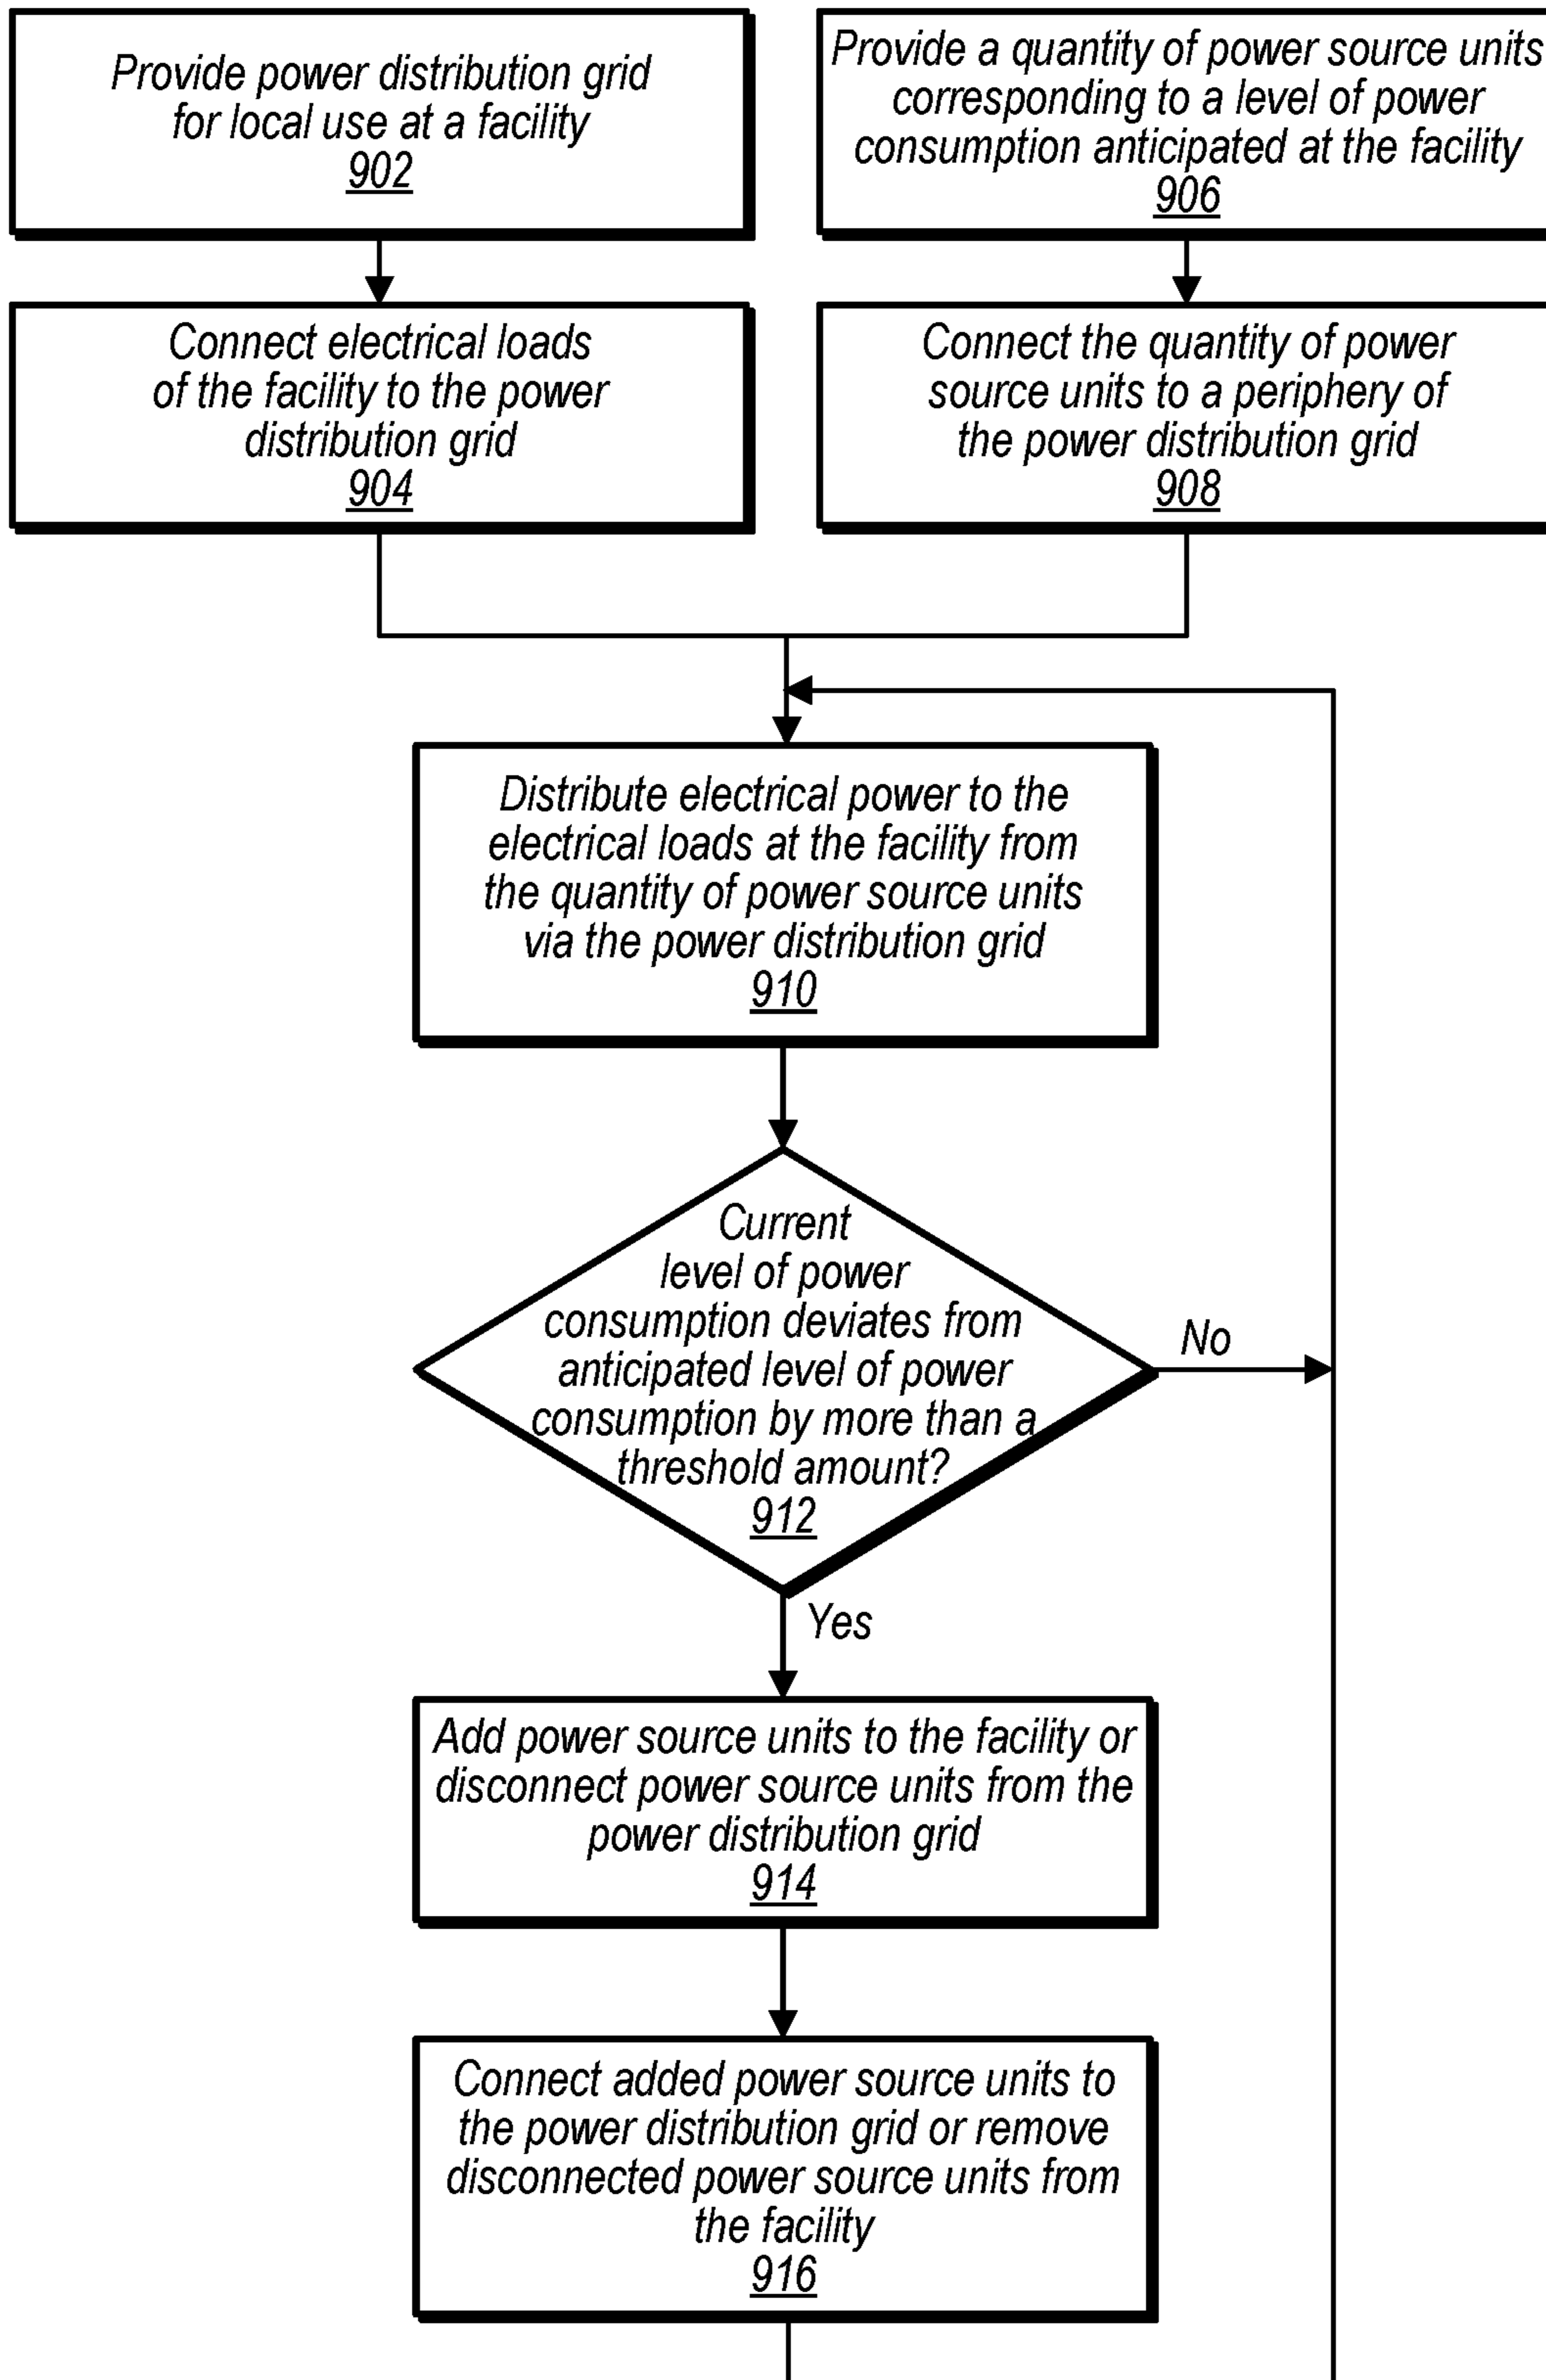 Provide power distribution grid
for local use at a facility
902
Provide a quantity of power source units
corresponding to a level of power
consumption anticipated at the facility
906
Connect electrical loads
of the facility to the power
distribution grid
904
Connect the quantity of power
source units to a periphery of
the power distribution grid
908
Distribute electrical power to the
electrical loads at the facility from
the quantity of power source units
via the power distribution grid
910
Current
level of power
consumption deviates from
anticipated level of power
consumption by more than a
threshold amount?
912
No
Yes
Add power source units to the facility or
disconnect power source units from the
power distribution grid
914
Connect added power source units to
the power distribution grid or remove
disconnected power source units from
the facility
916